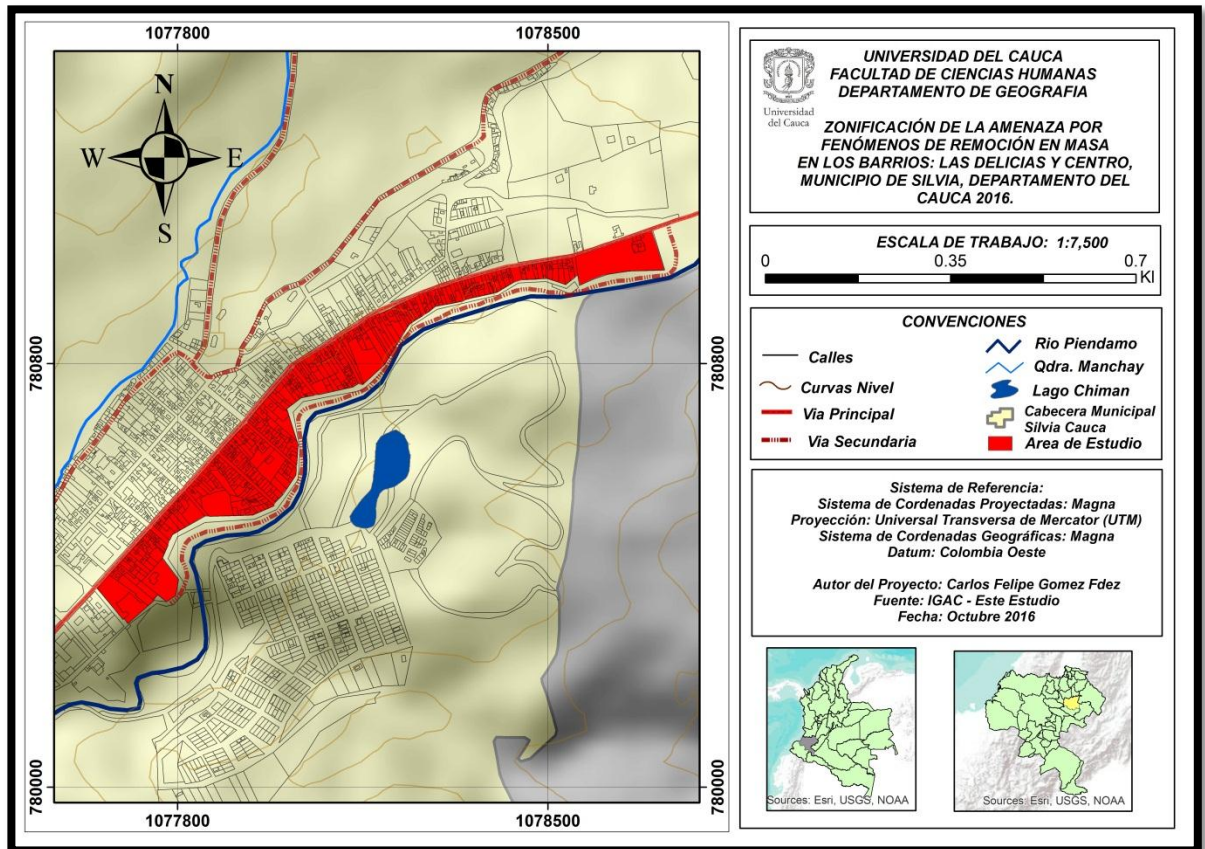 1077800
1078500
780800
780800
780000
780000
1077800
1078500
N
W
E
S
Universidad
del Cauca
UNIVERSIDAD DEL CAUCA
FACULTAD DE CIENCIAS HUMANAS
DEPARTAMENTO DE GEOGRAFIA
ZONIFICACIÓN DE LA AMENAZA POR
FENÓMENOS DE REMOCIÓN EN MASA
EN LOS BARRIOS: LAS DELICIAS Y CENTRO,
MUNICIPIO DE SILVIA, DEPARTAMENTO DEL
CAUCA 2016.
ESCALA DE TRABAJO: 1:7,500
0
0.35
0.7
Kl
CONVENCIONES
Calles
Curvas Nivel
Via Principal
Via Secundaria
Rio Piendamo
Qdra. Manchay
Lago Chiman
Cabecera Municipal
Silvia Cauca
Area de Estudio
Sistema de Referencia:
Sistema de Cordenadas Proyectadas: Magna
Proyección: Universal Transversa de Mercator (UTM)
Sistema de Cordenadas Geográficas: Magna
Datum: Colombia Oeste
Autor del Proyecto: Carlos Felipe Gomez Fdez
Fuente: IGAC - Este Estudio
Fecha: Octubre 2016
Sources: Esri, USGS, NOAA
Sources: Esri, USGS, NOAA